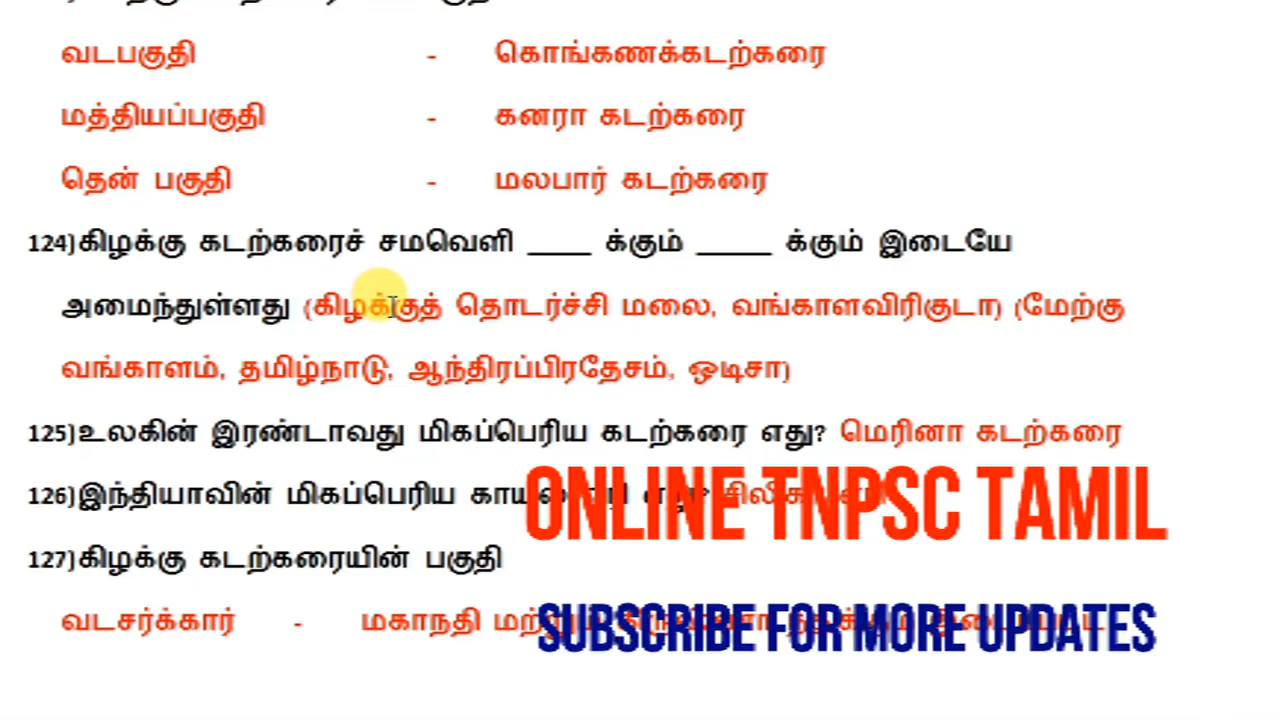 வடபகுதி - கொங்கணக்கடற்கரை
மத்தியப்பகுதி - கனரா கடற்கரை
தென் பகுதி - மலபார் கடற்கரை
124)கிழக்கு கடற்கரைச் சமவெளி ____ க்கும் _____ க்கும் இடையே
அமைந்துள்ளது (கிழக்குத் தொடர்ச்சி மலை, வங்காளவிரிகுடா) (மேற்கு
வங்காளம், தமிழ்நாடு, ஆந்திரப்பிரதேசம், ஒடிசா)
125)உலகின் இரண்டாவது மிகப்பெரிய கடற்கரை எது? மெரினா கடற்கரை
126)இந்தியாவின் மிகப்பெரிய
ONLINE TNPSC TAMIL
127)கிழக்கு கடற்கரையின் பகுதி
வடசர்க்கார் - மகாநதி
SUBSCRIBE FOR MORE UPDATES